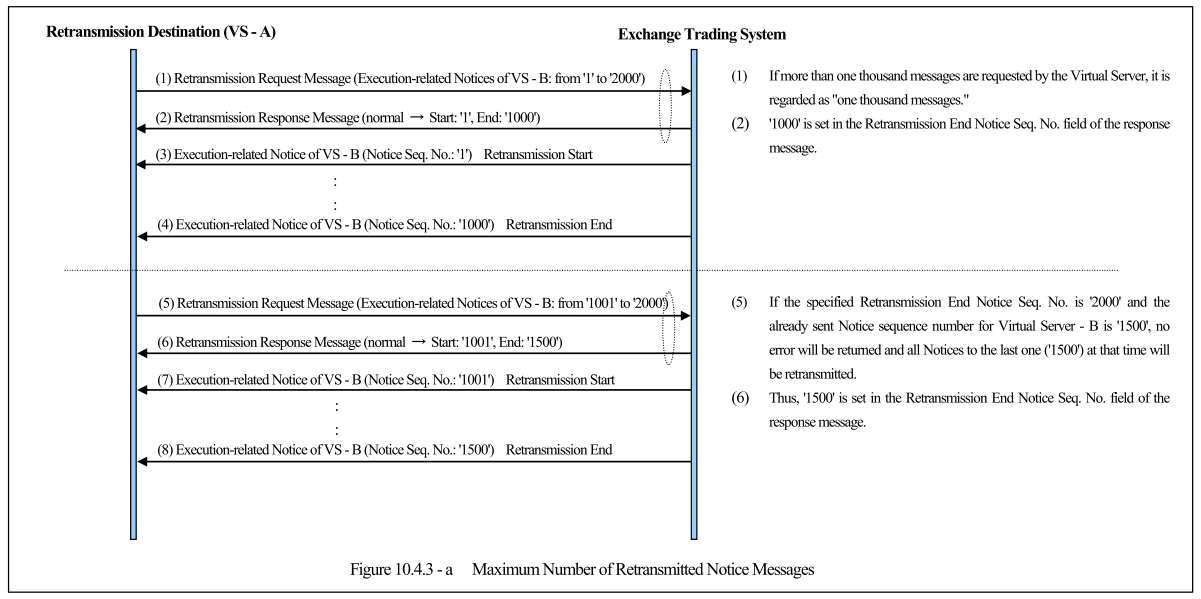 Retransmission Destination (VS - A)
Exchange Trading System
(1) Retransmission Request Message (Execution-related Notices of VS - B: from '1' to '2000')
(2) Retransmission Response Message (normal → Start: '1', End: '1000')
(3) Execution-related Notice of VS - B (Notice Seq. No.: '1') Retransmission Start
:
:
(4) Execution-related Notice of VS - B (Notice Seq. No.: '1000') Retransmission End
(1) If more than one thousand messages are requested by the Virtual Server, it is
regarded as "one thousand messages."
(2) '1000' is set in the Retransmission End Notice Seq. No. field of the response
message.
(5) Retransmission Request Message (Execution-related Notices of VS - B: from '1001' to '2000')
(6) Retransmission Response Message (normal → Start: '1001', End: '1500')
(7) Execution-related Notice of VS - B (Notice Seq. No.: '1001') Retransmission Start
:
:
(8) Execution-related Notice of VS - B (Notice Seq. No.: '1500') Retransmission End
(5) If the specified Retransmission End Notice Seq. No. is '2000' and the
already sent Notice sequence number for Virtual Server - B is '1500', no
error will be returned and all Notices to the last one ('1500') at that time will
be retransmitted.
(6) Thus, '1500' is set in the Retransmission End Notice Seq. No. field of the
response message.
Figure 10.4.3 - a Maximum Number of Retransmitted Notice Messages